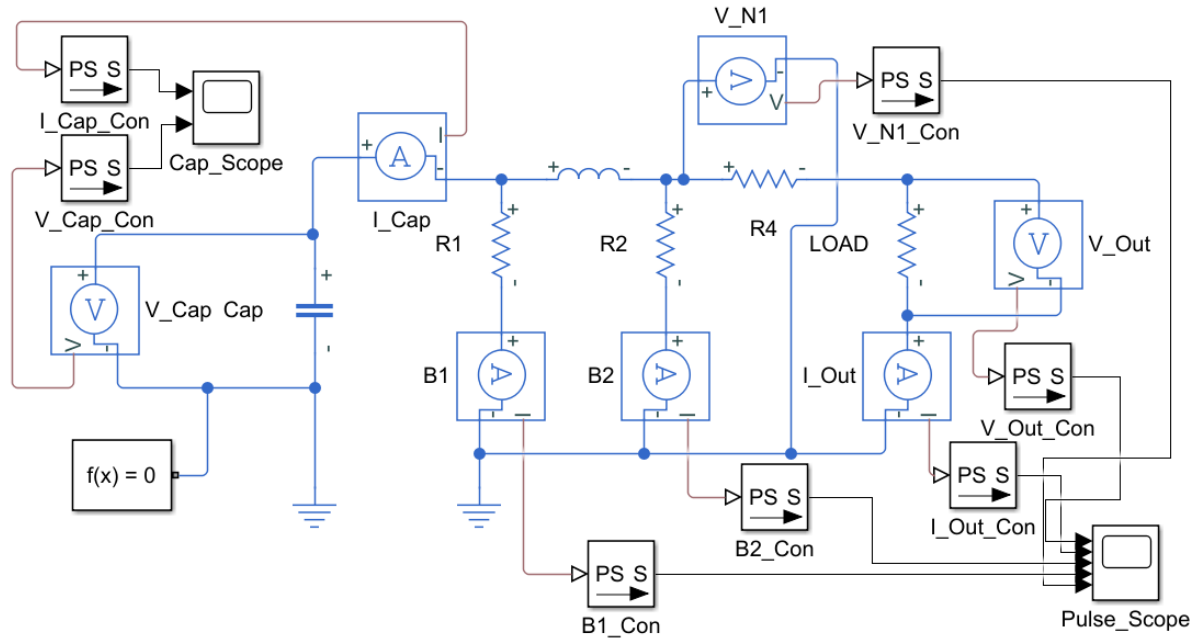 V_N1
PS S
I_Cap_Con
Cap_Scope
PS S
V_Cap_Con
+
A
I
-
I_Cap
+
V
-
V
PS S
V_N1_Con
+
-
+
-
R1
+
-
R2
+
-
R4
LOAD
+
-
+
V
V
-
V_Out
+
V
V
-
V_Cap
Cap
+
-
B1
+
A
-
I
B2
+
A
-
I
I_Out
+
A
-
I
PS S
V_Out_Con
f(x) = 0
PS S
I_Out_Con
PS S
B2_Con
PS S
B1_Con
Pulse_Scope